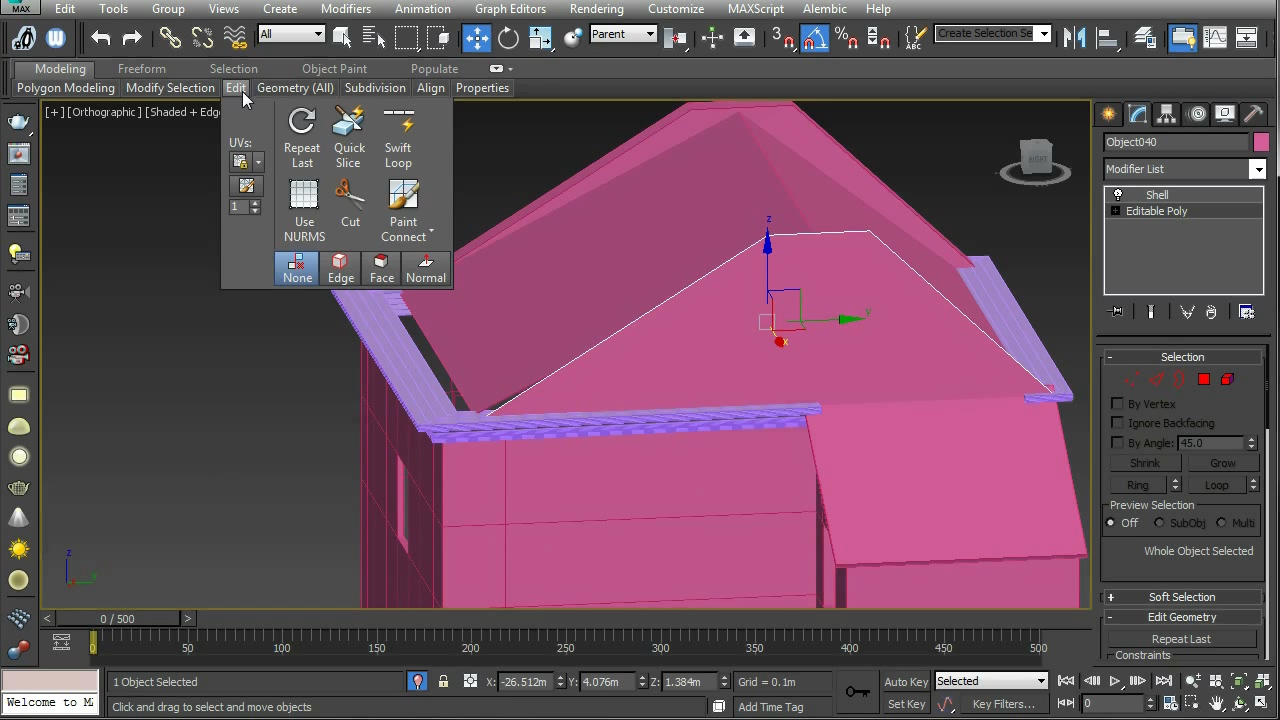 MAX Edit Tools Group Views Create Modifiers Animation Graph Editors Rendering Customize MAXScript Alembic Help
All Parent 3 % ABC Create Selection Se
Modeling Freeform Selection Object Paint Populate
Polygon Modeling Modify Selection Edit Geometry (All) Subdivision Align Properties
[+] [Orthographic] [Shaded + Edge
UVs:
1
Repeat Last
Quick Slice
Swift Loop
Use NURMS
Cut
Paint Connect
None Edge Face Normal
RIGHT
z
y
x
z
Object040
Modifier List
Shell
Editable Poly
- Selection
By Vertex
Ignore Backfacing
By Angle: 45.0
Shrink Grow
Ring Loop
Preview Selection
Off SubObj Multi
Whole Object Selected
+ Soft Selection
- Edit Geometry
Repeat Last
Constraints
< 0 / 500 >
0 50 100 150 200 250 300 350 400 450 500
1 Object Selected X: -26.512m Y: 4.076m Z: 1.384m Grid = 0.1m Auto Key Selected
Welcome to M Click and drag to select and move objects Add Time Tag Set Key Key Filters... 0